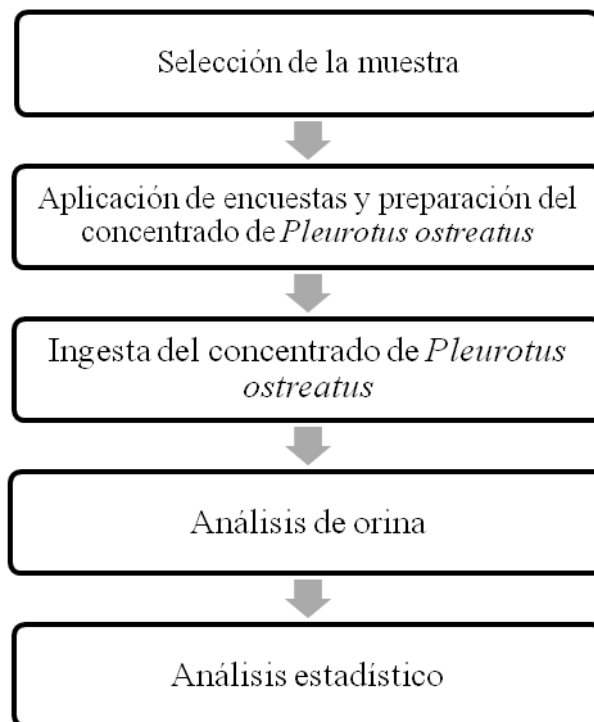 Selección de la muestra
Aplicación de encuestas y preparación del
concentrado de Pleurotus ostreatus
Ingesta del concentrado de Pleurotus
ostreatus
Análisis de orina
Análisis estadístico